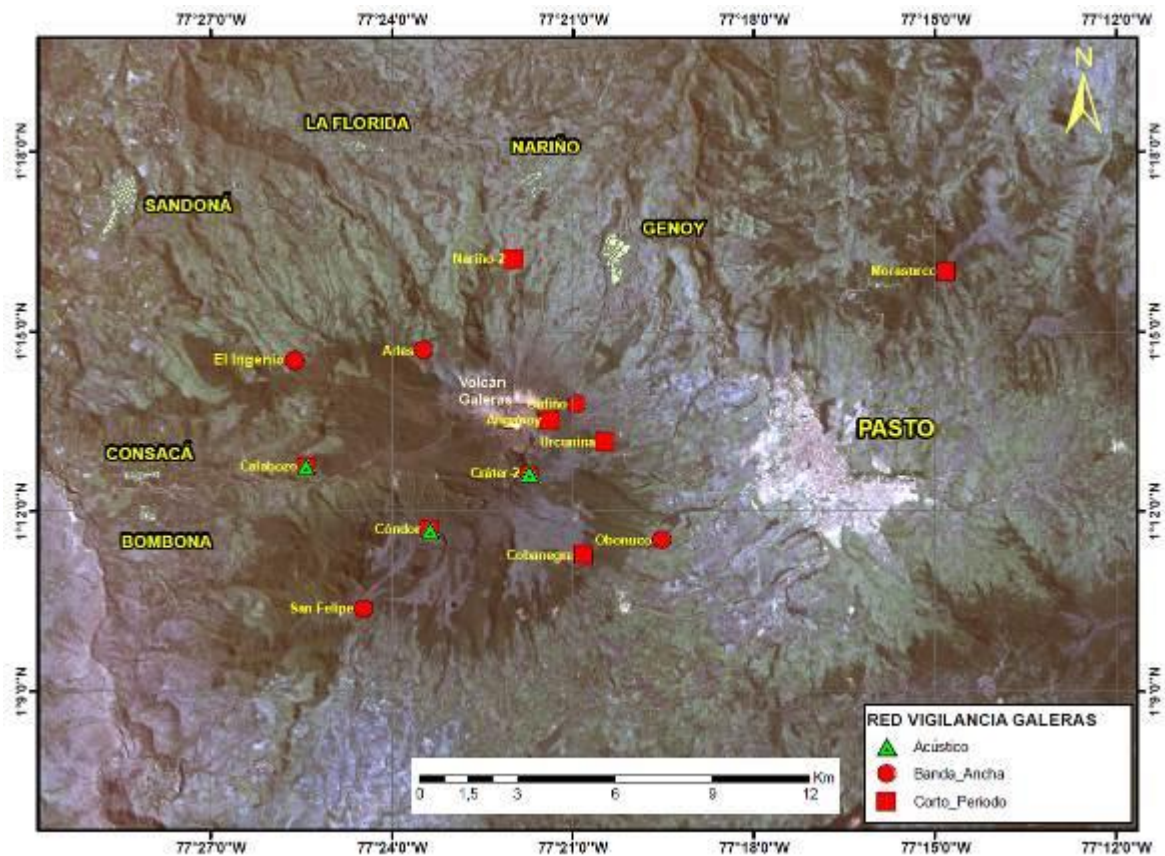 77°27'0"W 77°24'0"W 77°21'0"W 77°18'0"W 77°15'0"W 77°12'0"W
N
LA FLORIDA
NARIÑO
1°18'0"N 1°18'0"N
SANDONÁ
GENOY
Nariño-2
Morasurco
1°15'0"N 1°15'0"N
Arles
El Ingenio
Volcán
Galeras
Anganoy
PASTO
Urcunina
CONSACÁ
Calabozo
Cráter-2
1°12'0"N 1°12'0"N
Cóndor
BOMBONA
Obonuco
Cobanegra
San Felipe
1°9'0"N 1°9'0"N
RED VIGILANCIA GALERAS
Acústico
Banda_Ancha
Corto_Periodo
Km
0 1,5 3 6 9 12
77°27'0"W 77°24'0"W 77°21'0"W 77°18'0"W 77°15'0"W 77°12'0"W